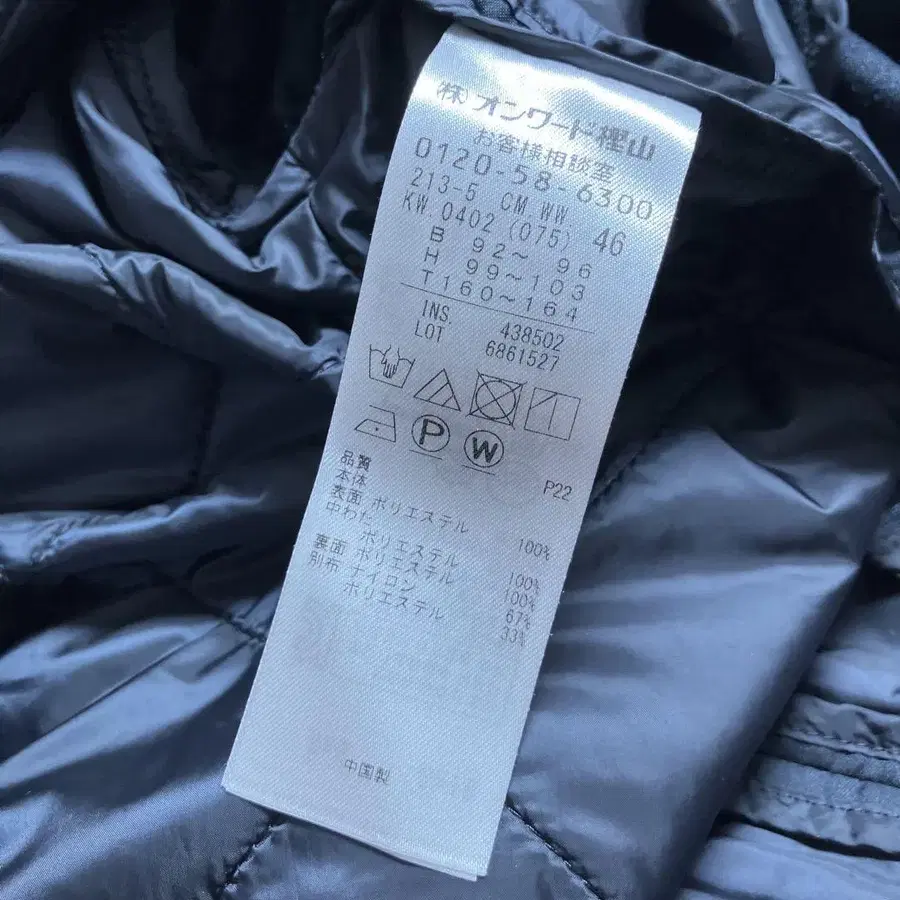 (株)オンワード樫山
お客様相談室
0120-58-6300
213-5 CM WW
KW 0402 (075) 46
B 92~ 96
H 99~103
T160~164
INS. 438502
LOT 6861527
P W
P22
品質
本体
表面 ポリエステル 100%
中わた ポリエステル 100%
裏面 ポリエステル 100%
別布 ナイロン 67%
ポリエステル 33%
中国製